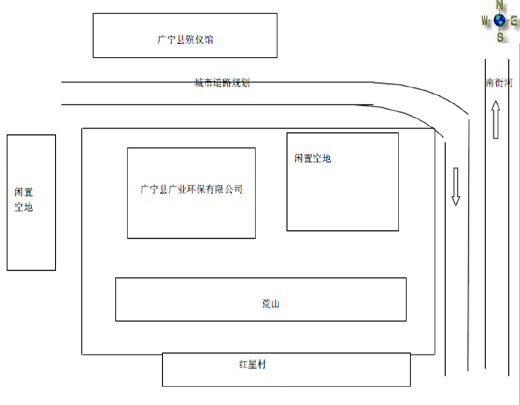 N
W E
S
广宁县殡仪馆
城市道路规划
南街河
闲置空地
闲置
空地
广宁县广业环保有限公司
荒山
红星村